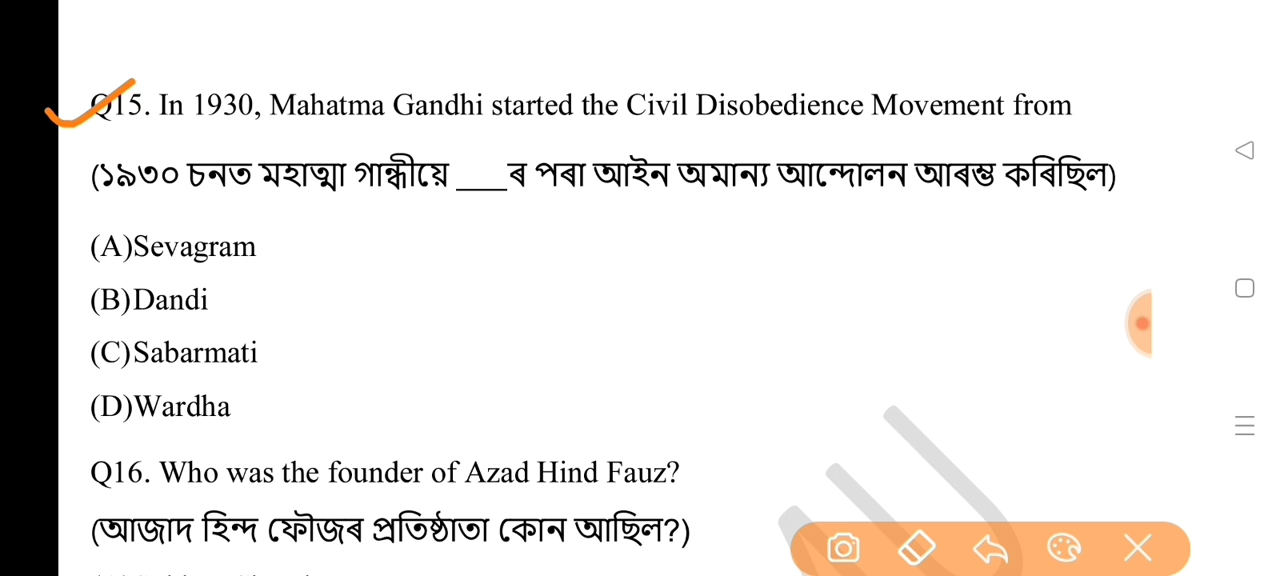 Q15. In 1930, Mahatma Gandhi started the Civil Disobedience Movement from
(১৯৩০ চনত মহাত্মা গান্ধীয়ে ___ৰ পৰা আইন অমান্য আন্দোলন আৰম্ভ কৰিছিল)
(A)Sevagram
(B)Dandi
(C)Sabarmati
(D)Wardha
Q16. Who was the founder of Azad Hind Fauz?
(আজাদ হিন্দ ফৌজৰ প্ৰতিষ্ঠাতা কোন আছিল?)